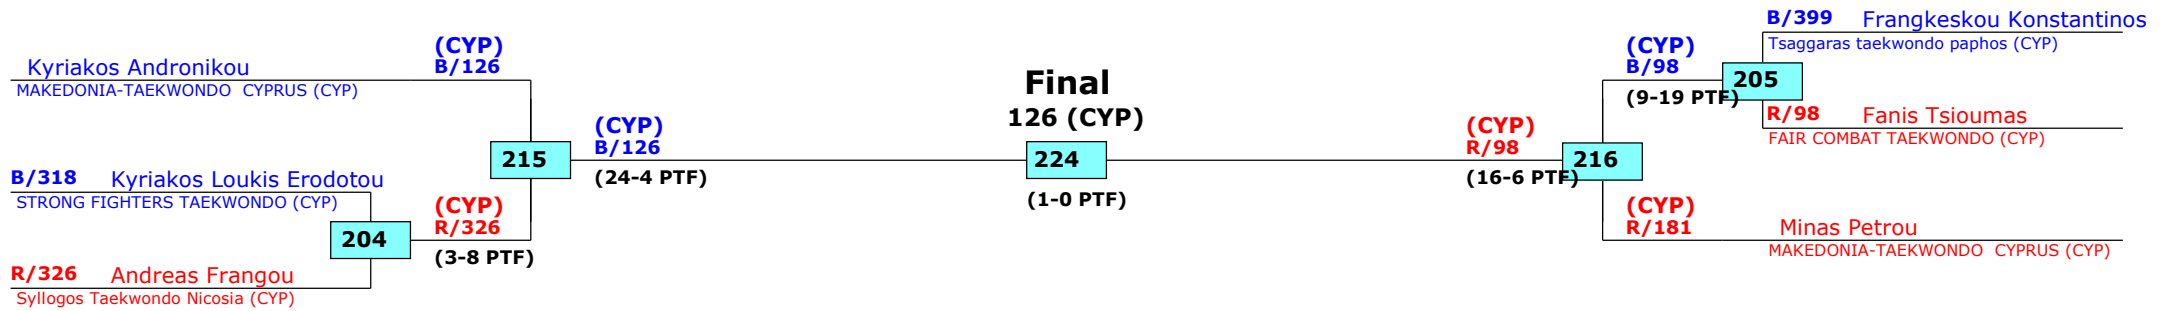 (CYP)
B/126
Kyriakos Andronikou
MAKEDONIA-TAEKWONDO  CYPRUS (CYP)
215
B/318 Kyriakos Loukis Erodotou
STRONG FIGHTERS TAEKWONDO (CYP)
204
(CYP)
R/326
(3-8 PTF)
R/326 Andreas Frangou
Syllogos Taekwondo Nicosia (CYP)
(CYP)
B/126
(24-4 PTF)
Final
126 (CYP)
224
(1-0 PTF)
(CYP)
R/98
(16-6 PTF)
216
(CYP)
B/98
(9-19 PTF)
205
B/399 Frangkeskou Konstantinos
Tsaggaras taekwondo paphos (CYP)
R/98 Fanis Tsioumas
FAIR COMBAT TAEKWONDO (CYP)
(CYP)
R/181
Minas Petrou
MAKEDONIA-TAEKWONDO  CYPRUS (CYP)